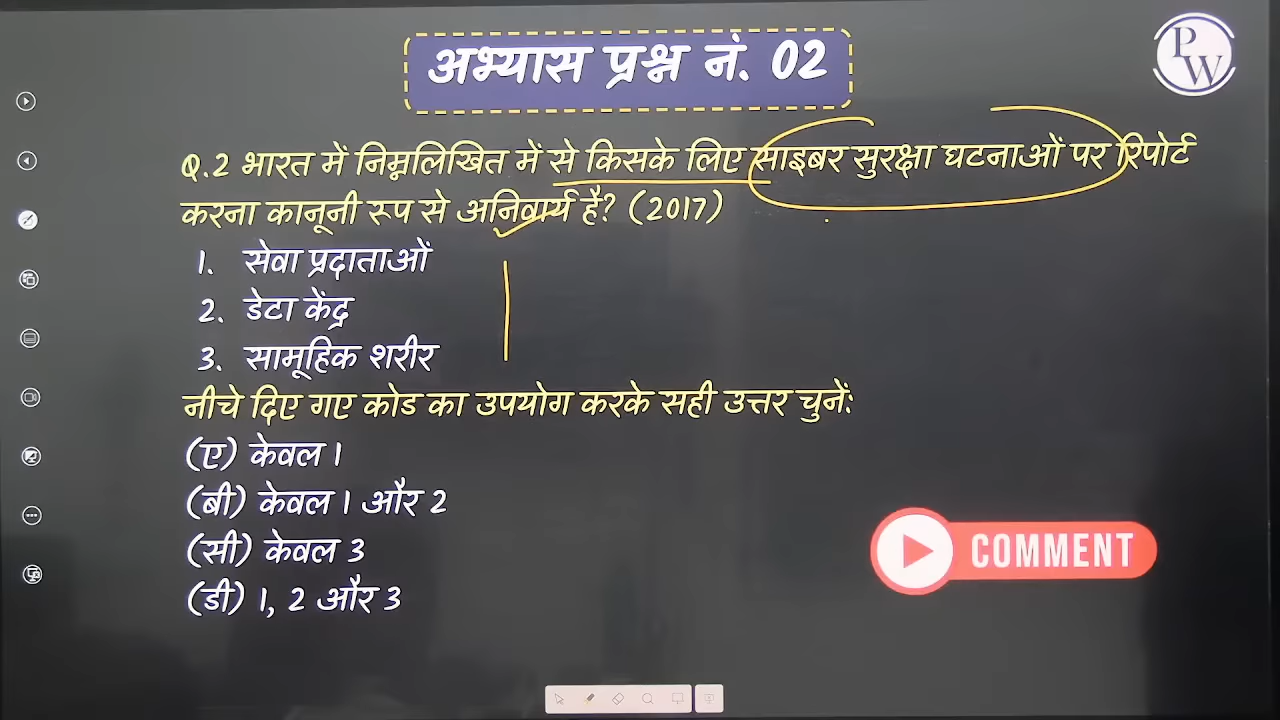 अभ्यास प्रश्न नं. 02
PW
Q.2 भारत में निम्नलिखित में से किसके लिए साइबर सुरक्षा घटनाओं पर रिपोर्ट
करना कानूनी रूप से अनिवार्य है? (2017)
1. सेवा प्रदाताओं
2. डेटा केंद्र
3. सामूहिक शरीर
नीचे दिए गए कोड का उपयोग करके सही उत्तर चुनें:
(ए) केवल 1
(बी) केवल 1 और 2
(सी) केवल 3
(डी) 1, 2 और 3
COMMENT